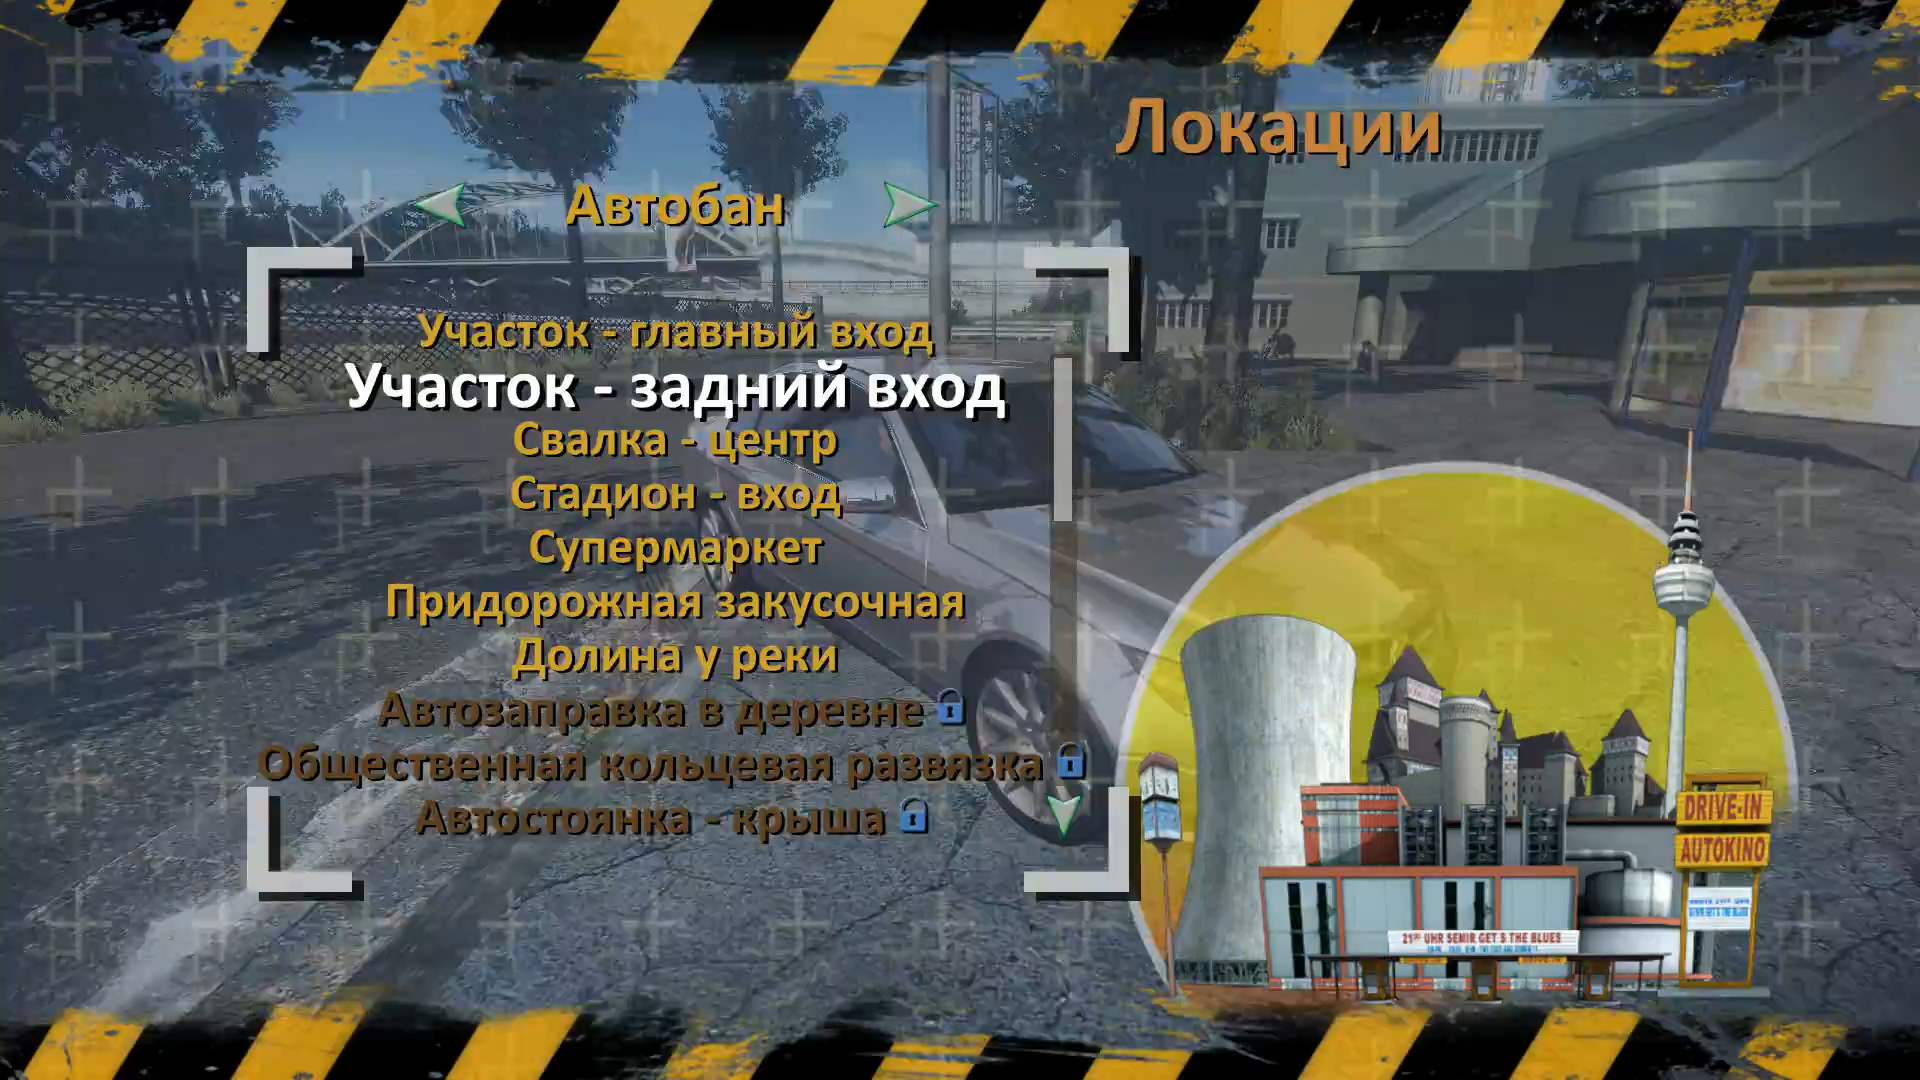 Локации
Автобан
Участок - главный вход
Участок - задний вход
Свалка - центр
Стадион - вход
Супермаркет
Придорожная закусочная
Долина у реки
Автозаправка в деревне
Общественная кольцевая развязка
Автостоянка - крыша
DRIVE-IN
AUTOKINO
21⁰⁰ UHR SEMIR GET'S THE BLUES